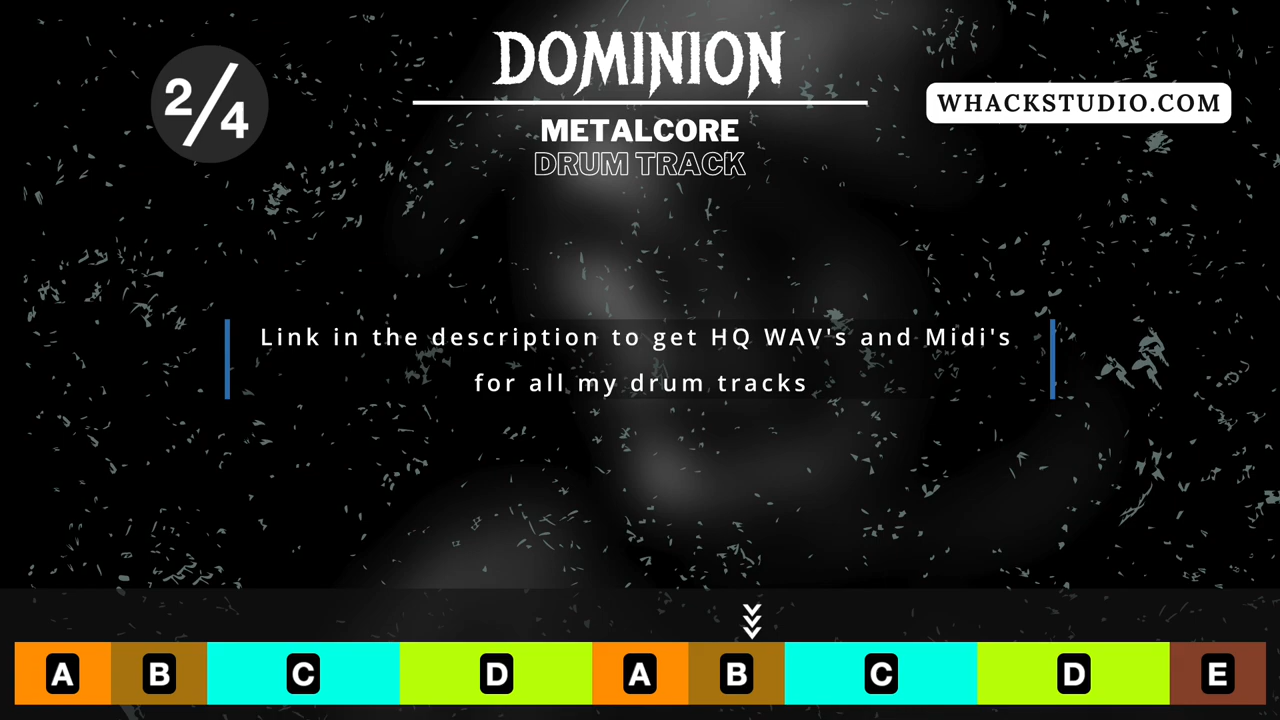 2/4
DOMINION
METALCORE
DRUM TRACK
WHACKSTUDIO.COM
Link in the description to get HQ WAV's and Midi's
for all my drum tracks
A B C D A B C D E